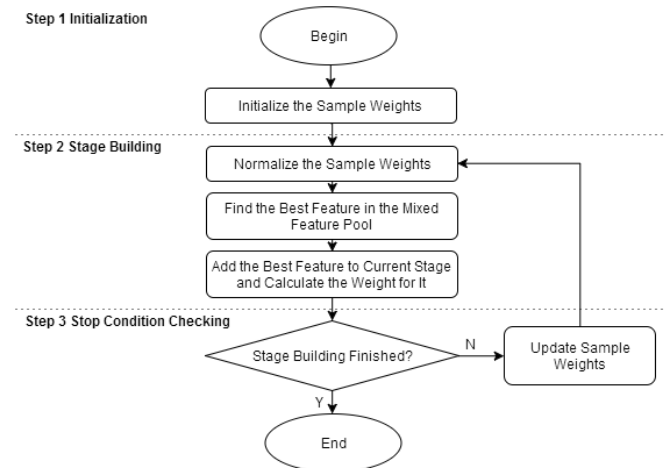 Step 1 Initialization
Begin
Initialize the Sample Weights
Step 2 Stage Building
Normalize the Sample Weights
Find the Best Feature in the Mixed
Feature Pool
Add the Best Feature to Current Stage
and Calculate the Weight for It
Step 3 Stop Condition Checking
Stage Building Finished?
N
Update Sample
Weights
Y
End